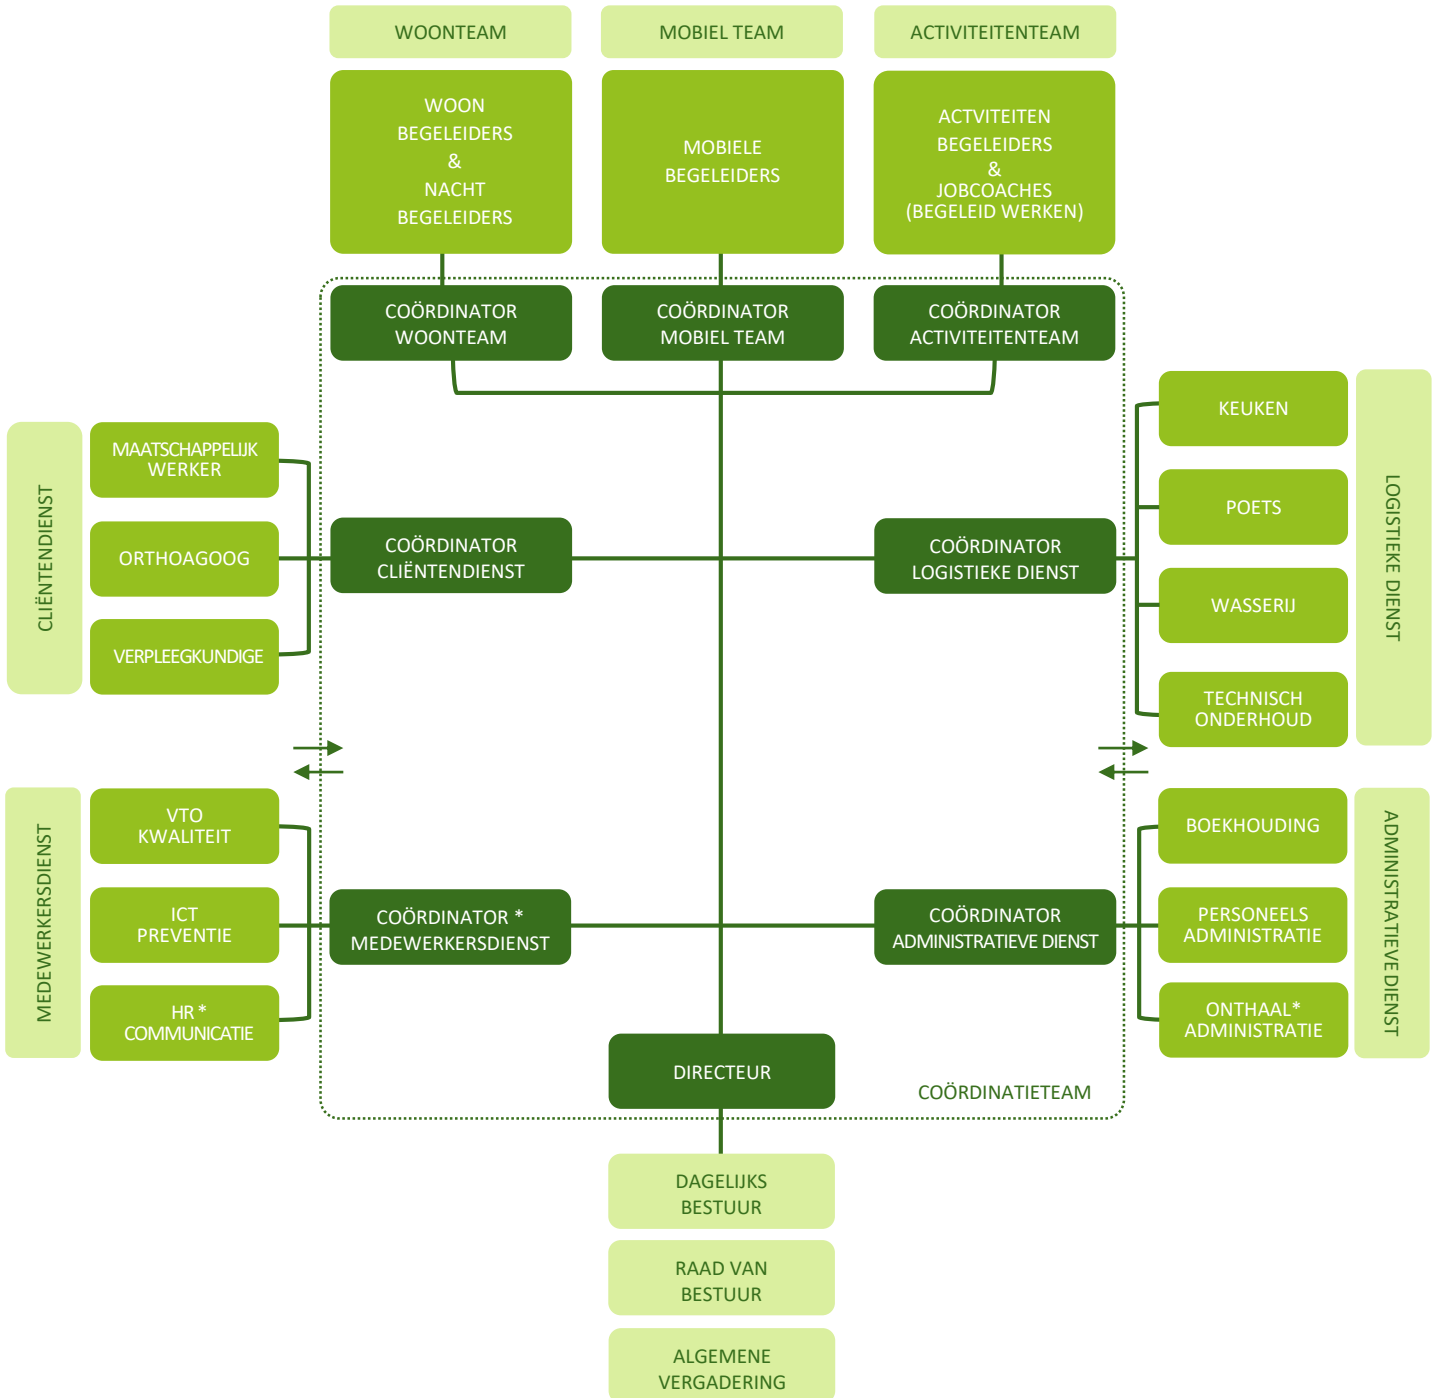 WOONTEAM
MOBIEL TEAM
ACTIVITEITENTEAM
WOON
BEGELEIDERS
&
NACHT
BEGELEIDERS
MOBIELE
BEGELEIDERS
ACTVITEITEN
BEGELEIDERS
&
JOBCOACHES
(BEGELEID WERKEN)
COÖRDINATOR
WOONTEAM
COÖRDINATOR
MOBIEL TEAM
COÖRDINATOR
ACTIVITEITENTEAM
CLIËNTENDIENST
MAATSCHAPPELIJK
WERKER
ORTHOAGOOG
VERPLEEGKUNDIGE
COÖRDINATOR
CLIËNTENDIENST
COÖRDINATOR
LOGISTIEKE DIENST
KEUKEN
POETS
WASSERIJ
TECHNISCH
ONDERHOUD
LOGISTIEKE DIENST
MEDEWERKERSDIENST
VTO
KWALITEIT
ICT
PREVENTIE
HR *
COMMUNICATIE
COÖRDINATOR *
MEDEWERKERSDIENST
COÖRDINATOR
ADMINISTRATIEVE DIENST
BOEKHOUDING
PERSONEELS
ADMINISTRATIE
ONTHAAL*
ADMINISTRATIE
ADMINISTRATIEVE DIENST
DIRECTEUR
COÖRDINATIETEAM
DAGELIJKS
BESTUUR
RAAD VAN
BESTUUR
ALGEMENE
VERGADERING